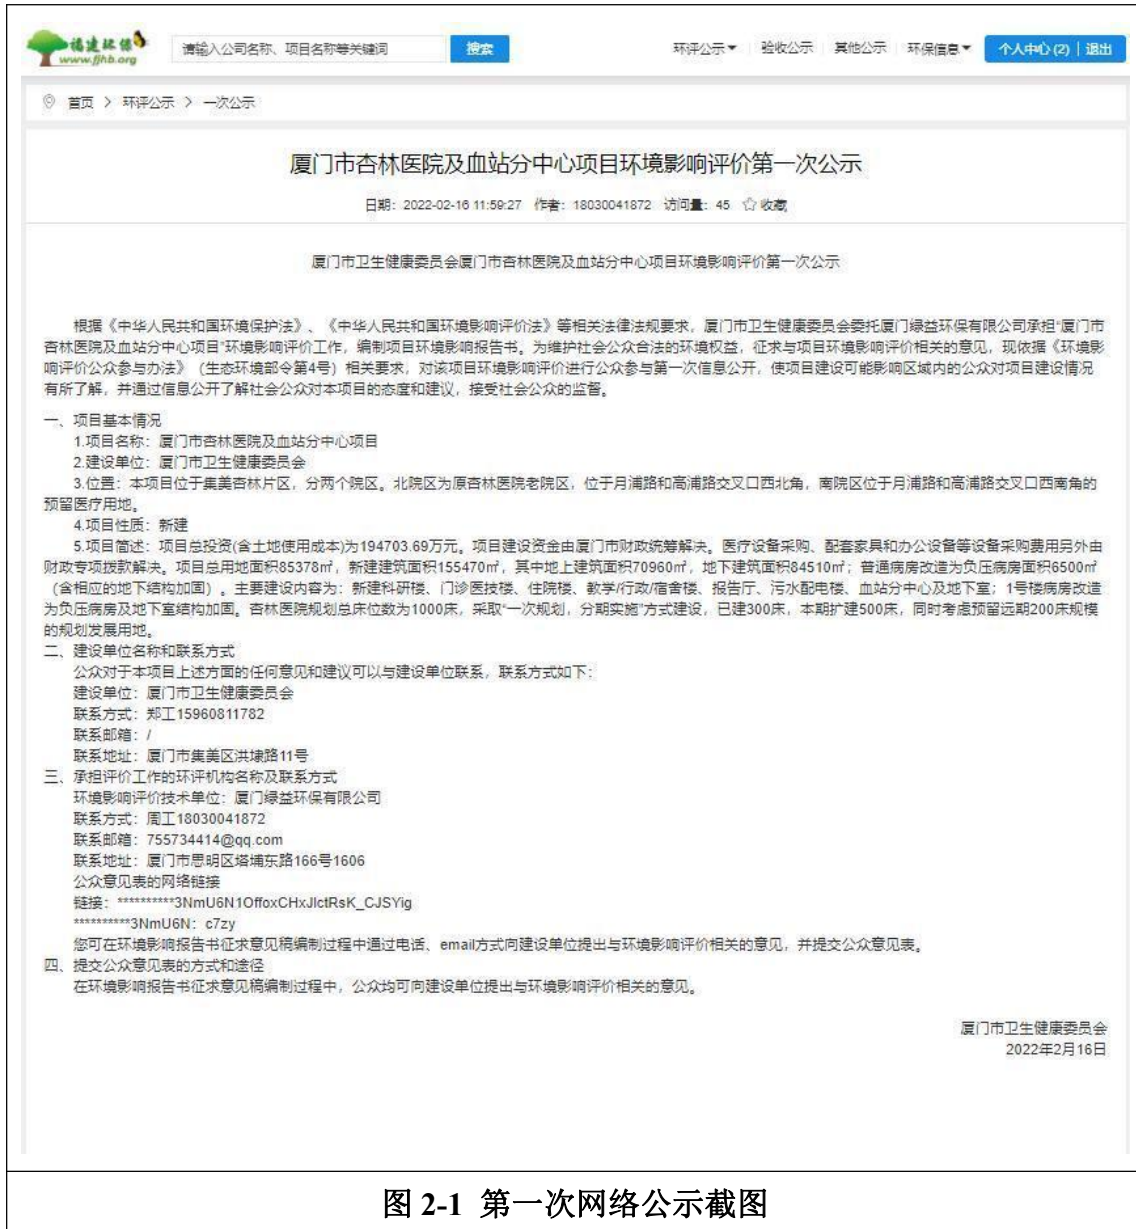 福建环保
www.fjhb.org
请输入公司名称、项目名称等关键词
搜索
环评公示▼ 验收公示 其他公示 环保信息▼ 个人中心(2) | 退出
首页 > 环评公示 > 一次公示
厦门市杏林医院及血站分中心项目环境影响评价第一次公示
日期：2022-02-16 11:59:27 作者：18030041872 访问量：45 ☆收藏
厦门市卫生健康委员会厦门市杏林医院及血站分中心项目环境影响评价第一次公示
根据《中华人民共和国环境保护法》、《中华人民共和国环境影响评价法》等相关法律法规要求，厦门市卫生健康委员会委托厦门绿益环保有限公司承担“厦门市
杏林医院及血站分中心项目”环境影响评价工作，编制项目环境影响报告书。为维护社会公众合法的环境权益，征求与项目环境影响评价相关的意见，现依据《环境影
响评价公众参与办法》（生态环境部令第4号）相关要求，对该项目环境影响评价进行公众参与第一次信息公开，使项目建设可能影响区域内的公众对项目建设情况
有所了解，并通过信息公开了解社会公众对本项目的态度和建议，接受社会公众的监督。
一、项目基本情况
1.项目名称：厦门市杏林医院及血站分中心项目
2.建设单位：厦门市卫生健康委员会
3.位置：本项目位于集美杏林片区，分两个院区。北院区为原杏林医院老院区，位于月浦路和高浦路交叉口西北角，南院区位于月浦路和高浦路交叉口西南角的
预留医疗用地。
4.项目性质：新建
5.项目简述：项目总投资(含土地使用成本)为194703.69万元。项目建设资金由厦门市财政统筹解决。医疗设备采购、配套家具和办公设备等设备采购费用另外由
财政专项拨款解决。项目总用地面积85378㎡，新建建筑面积155470㎡，其中地上建筑面积70960㎡，地下建筑面积84510㎡；普通病房改造为负压病房面积6500㎡
（含相应的地下结构加固）。主要建设内容为：新建科研楼、门诊医技楼、住院楼、教学/行政/宿舍楼、报告厅、污水配电楼、血站分中心及地下室；1号楼病房改造
为负压病房及地下室结构加固。杏林医院规划总床位数为1000床，采取“一次规划，分期实施”方式建设，已建300床，本期扩建500床，同时考虑预留远期200床规模
的规划发展用地。
二、建设单位名称和联系方式
公众对于本项目上述方面的任何意见和建议可以与建设单位联系，联系方式如下：
建设单位：厦门市卫生健康委员会
联系方式：郑工15960811782
联系邮箱：/
联系地址：厦门市集美区洪埭路11号
三、承担评价工作的环评机构名称及联系方式
环境影响评价技术单位：厦门绿益环保有限公司
联系方式：周工18030041872
联系邮箱：755734414@qq.com
联系地址：厦门市思明区塔埔东路166号1606
公众意见表的网络链接
链接：**********3NmU6N1OffoxCHxJlctRsK_CJSYig
**********3NmU6N：c7zy
您可在环境影响报告书征求意见稿编制过程中通过电话、email方式向建设单位提出与环境影响评价相关的意见，并提交公众意见表。
四、提交公众意见表的方式和途径
在环境影响报告书征求意见稿编制过程中，公众均可向建设单位提出与环境影响评价相关的意见。
厦门市卫生健康委员会
2022年2月16日
图 2-1 第一次网络公示截图